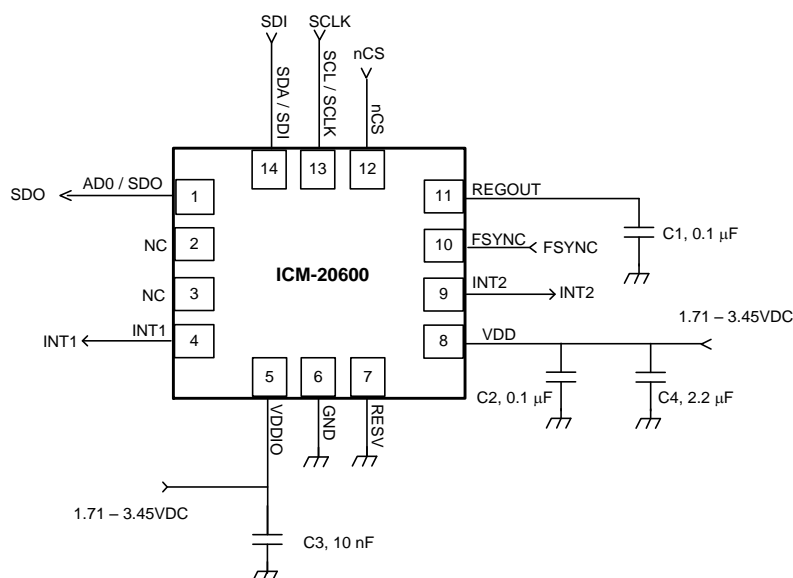 SDI
SCLK
nCS
SDA / SDI
SCL / SCLK
nCS
14
13
12
SDO
AD0 / SDO
1
11
REGOUT
C1, 0.1 µF
NC
2
10
FSYNC
FSYNC
ICM-20600
NC
3
9
INT2
INT2
INT1
INT1
4
8
VDD
1.71 – 3.45VDC
5
6
7
C2, 0.1 µF
C4, 2.2 µF
VDDIO
GND
RESV
1.71 – 3.45VDC
C3, 10 nF